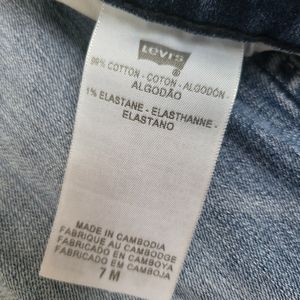 Levi's
®
99% COTTON - COTON - ALGODÓN
ALGODÃO
1% ELASTANE - ELASTHANNE -
ELASTANO
MADE IN CAMBODIA
FABRIQUE AU CAMBODGE
FABRICADO EN CAMBOYA
FABRICADO EM CAMBOJA
7 M